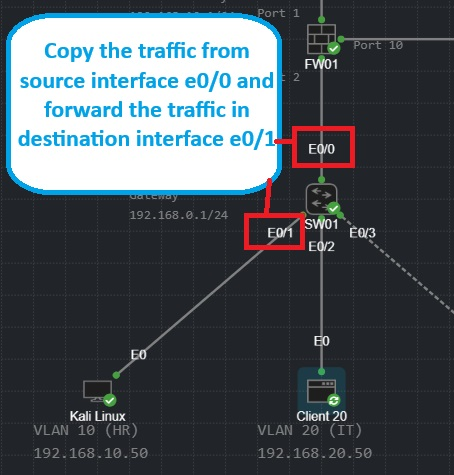 Port 1
Copy the traffic from
source interface e0/0 and
forward the traffic in
destination interface e0/1
Port 10
FW01
2
E0/0
Gateway
192.168.0.1/24
SW01
E0/1
E0/2
E0/3
E0
E0
Kali Linux
Client 20
VLAN 10 (HR)
VLAN 20 (IT)
192.168.10.50
192.168.20.50